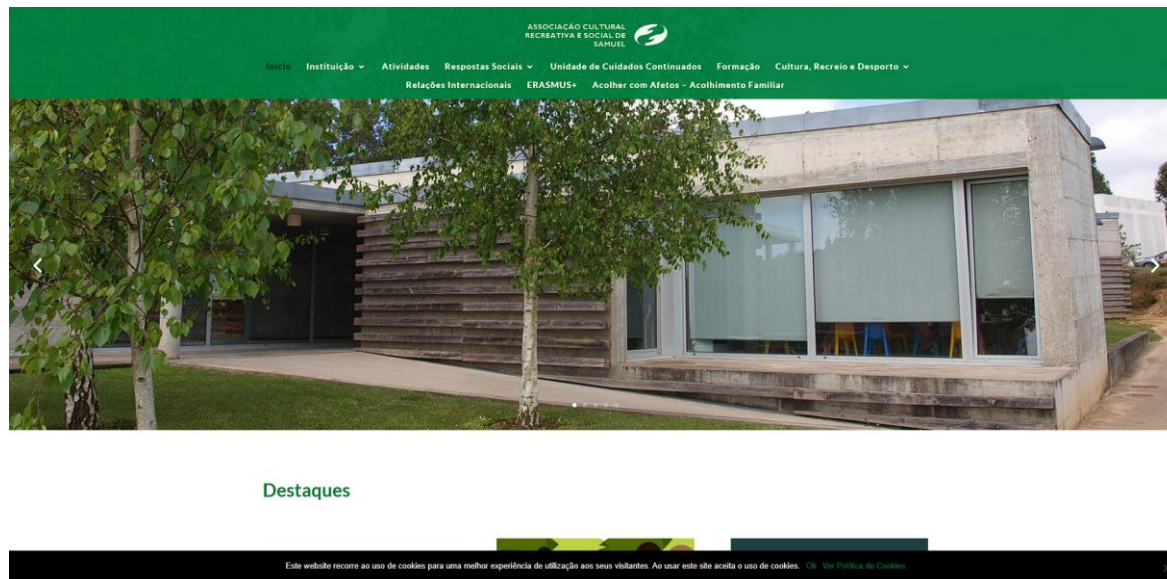 ASSOCIAÇÃO CULTURAL
RECREATIVA E SOCIAL DE
SAMUEL
Início Instituição Atividades Respostas Sociais Unidade de Cuidados Continuados Formação Cultura, Recreio e Desporto
Relações Internacionais ERASMUS+ Acolher com Afetos – Acolhimento Familiar
Destaques
Este website recorre ao uso de cookies para uma melhor experiência de utilização aos seus visitantes. Ao usar este site aceita o uso de cookies. Ok Ver Política de Cookies